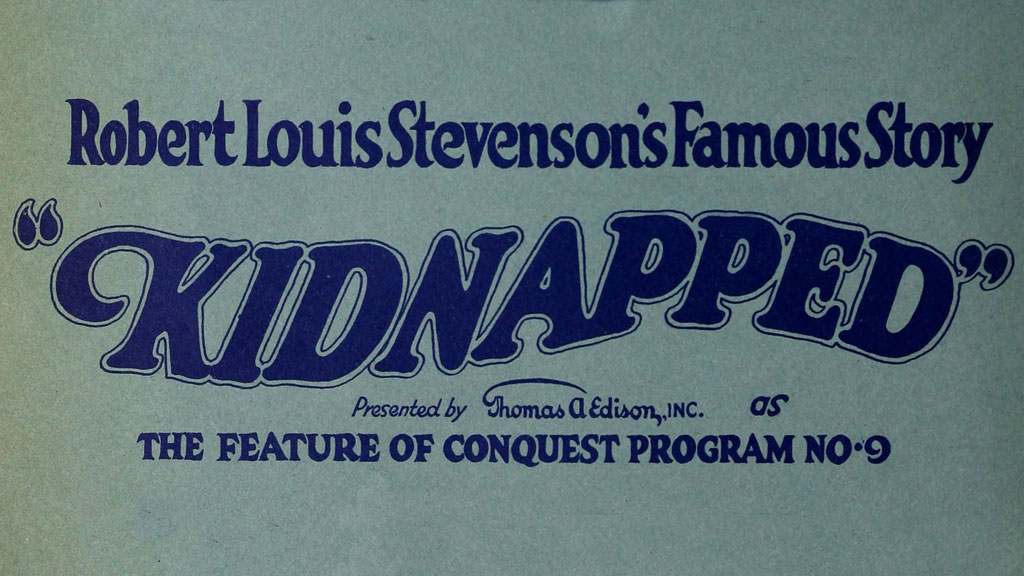 Robert Louis Stevenson's Famous Story
“KIDNAPPED”
Presented by Thomas A Edison, INC. as
THE FEATURE OF CONQUEST PROGRAM NO·9